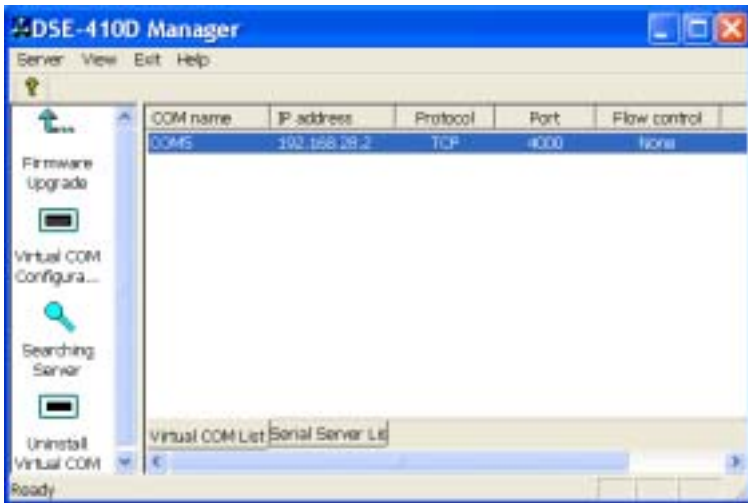 DSE-410D Manager
Server View Exit Help
COM name IP address Protocol Port Flow control
COM5 192.168.28.2 TCP 4000 None
Firmware
Upgrade
Virtual COM
Configura...
Searching
Server
Uninstall
Virtual COM
Virtual COM List Serial Server Lis
Ready